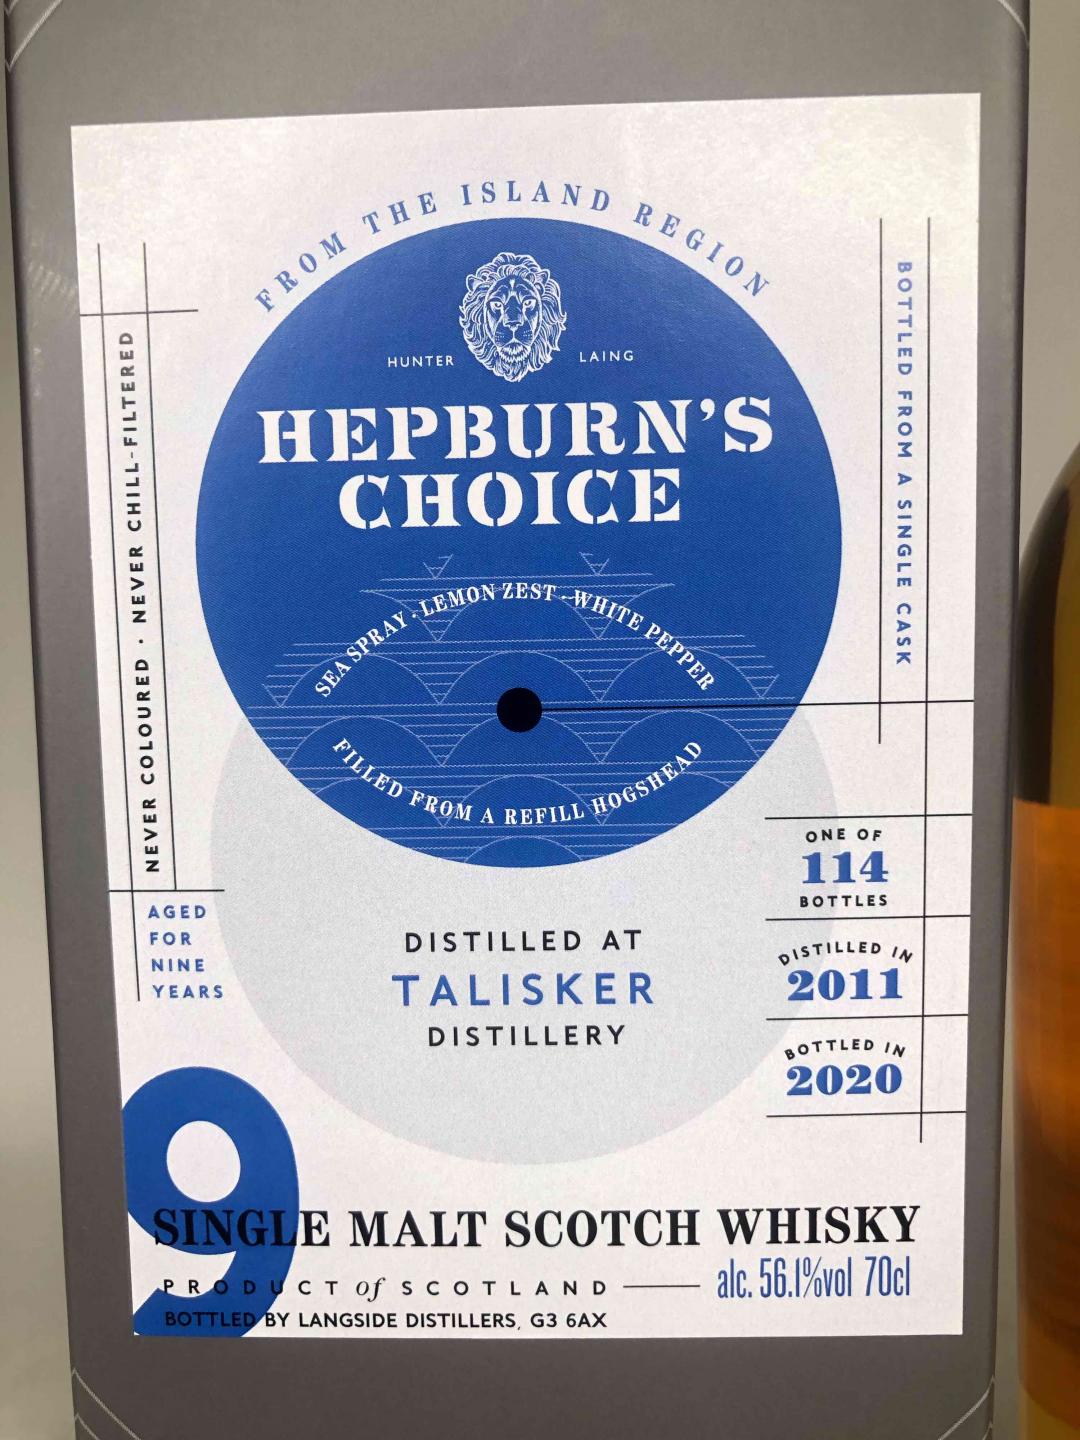 FROM THE ISLAND REGION
HUNTER LAING
HEPBURN'S
CHOICE
SEA SPRAY · LEMON ZEST · WHITE PEPPER
FILLED FROM A REFILL HOGSHEAD
NEVER COLOURED · NEVER CHILL-FILTERED
BOTTLED FROM A SINGLE CASK
AGED
FOR
NINE
YEARS
DISTILLED AT
TALISKER
DISTILLERY
ONE OF
114
BOTTLES
DISTILLED IN
2011
BOTTLED IN
2020
9
SINGLE MALT SCOTCH WHISKY
PRODUCT of SCOTLAND
alc. 56.1%vol 70cl
BOTTLED BY LANGSIDE DISTILLERS, G3 6AX